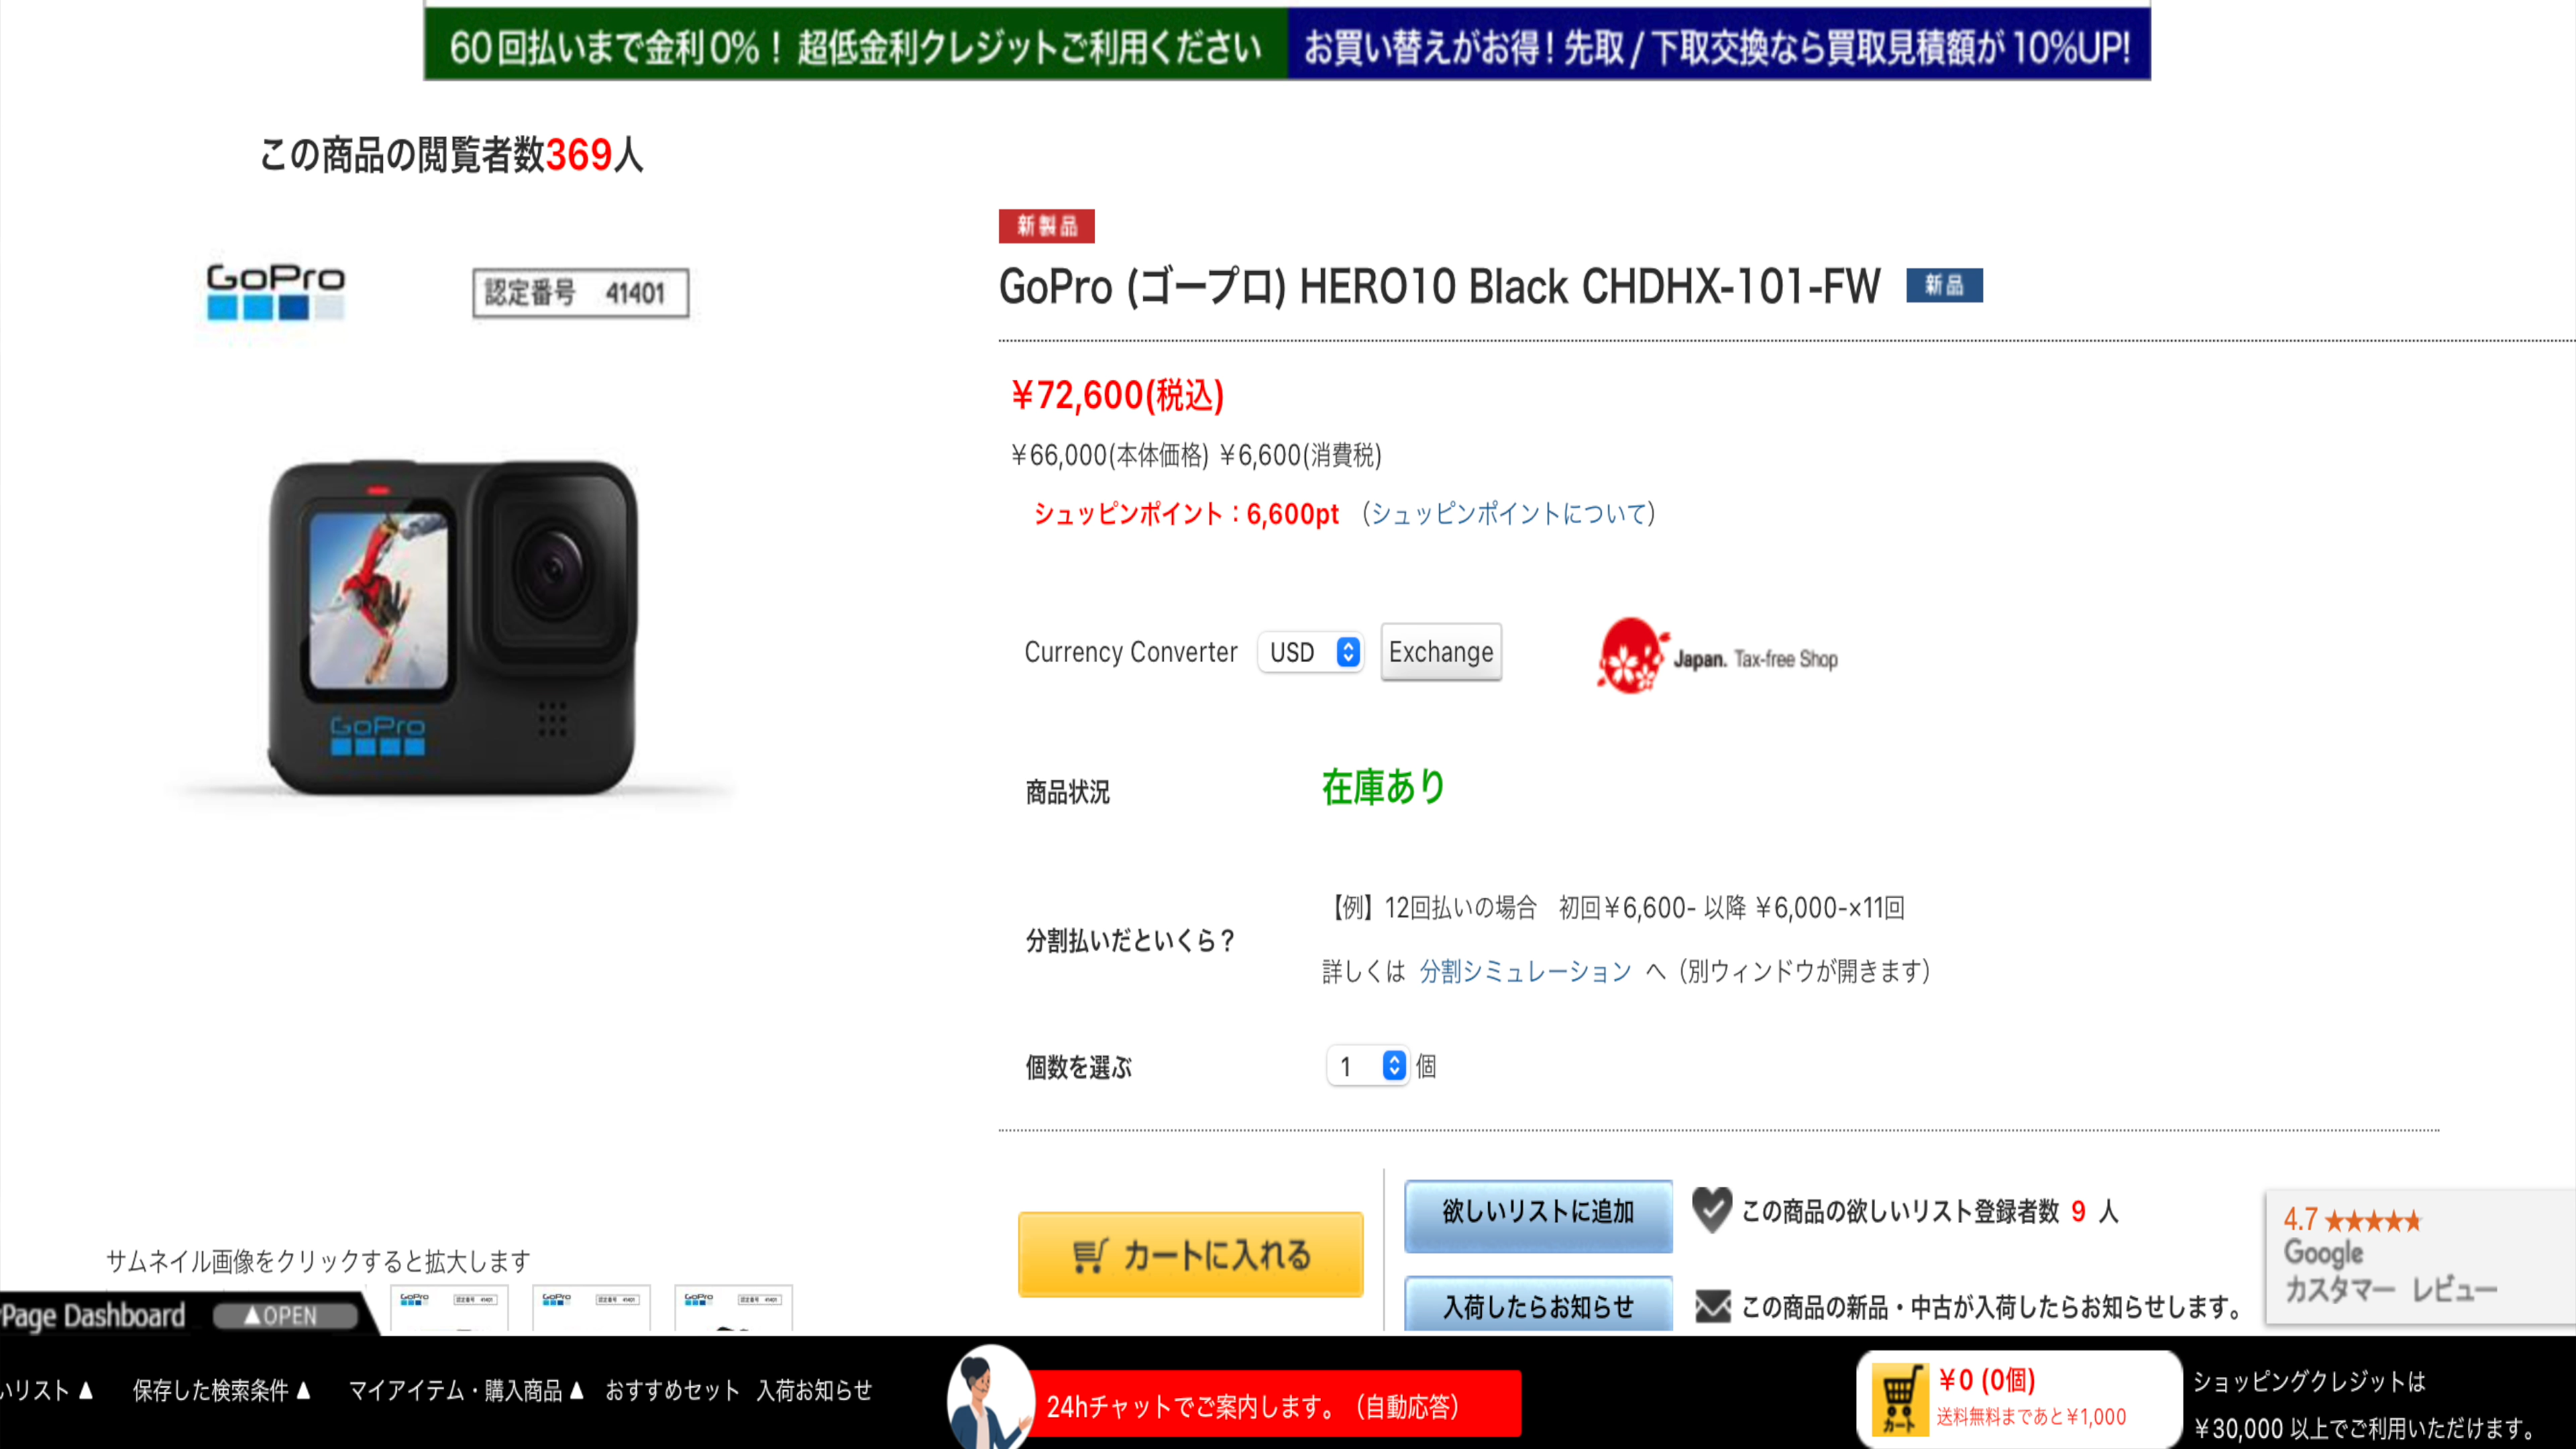 60回払いまで金利0%！ 超低金利クレジットご利用ください
お買い替えがお得！先取/下取交換なら買取見積額が10%UP!
この商品の閲覧者数369人
新製品
GoPro
認定番号 41401
GoPro (ゴープロ) HERO10 Black CHDHX-101-FW 新品
￥72,600(税込)
￥66,000(本体価格) ￥6,600(消費税)
シュッピンポイント：6,600pt （シュッピンポイントについて）
GoPro
Currency Converter USD Exchange
Japan. Tax-free Shop
商品状況 在庫あり
分割払いだといくら？
【例】12回払いの場合 初回￥6,600- 以降 ￥6,000-×11回
詳しくは 分割シミュレーション へ（別ウィンドウが開きます）
個数を選ぶ 1 個
カートに入れる
欲しいリストに追加
この商品の欲しいリスト登録者数 9 人
入荷したらお知らせ
この商品の新品・中古が入荷したらお知らせします。
4.7 ★★★★★
Google
カスタマー レビュー
サムネイル画像をクリックすると拡大します
GoPro 認定番号 41401
GoPro 認定番号 41401
GoPro 認定番号 41401
Page Dashboard ▲OPEN
いリスト▲ 保存した検索条件▲ マイアイテム・購入商品▲ おすすめセット 入荷お知らせ
24hチャットでご案内します。（自動応答）
カート
￥0 (0個)
送料無料まであと￥1,000
ショッピングクレジットは
￥30,000 以上でご利用いただけます。